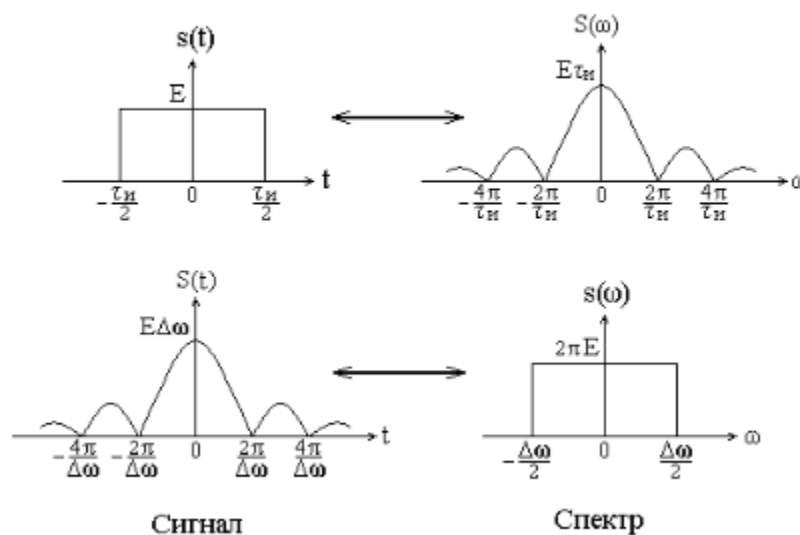 s(t)
E
-τи/2
0
τи/2
t
S(ω)
Eτи
-4π/τи
-2π/τи
0
2π/τи
4π/τи
S(t)
EΔω
-4π/Δω
-2π/Δω
0
2π/Δω
4π/Δω
t
s(ω)
2πE
-Δω/2
0
Δω/2
ω
Сигнал
Спектр